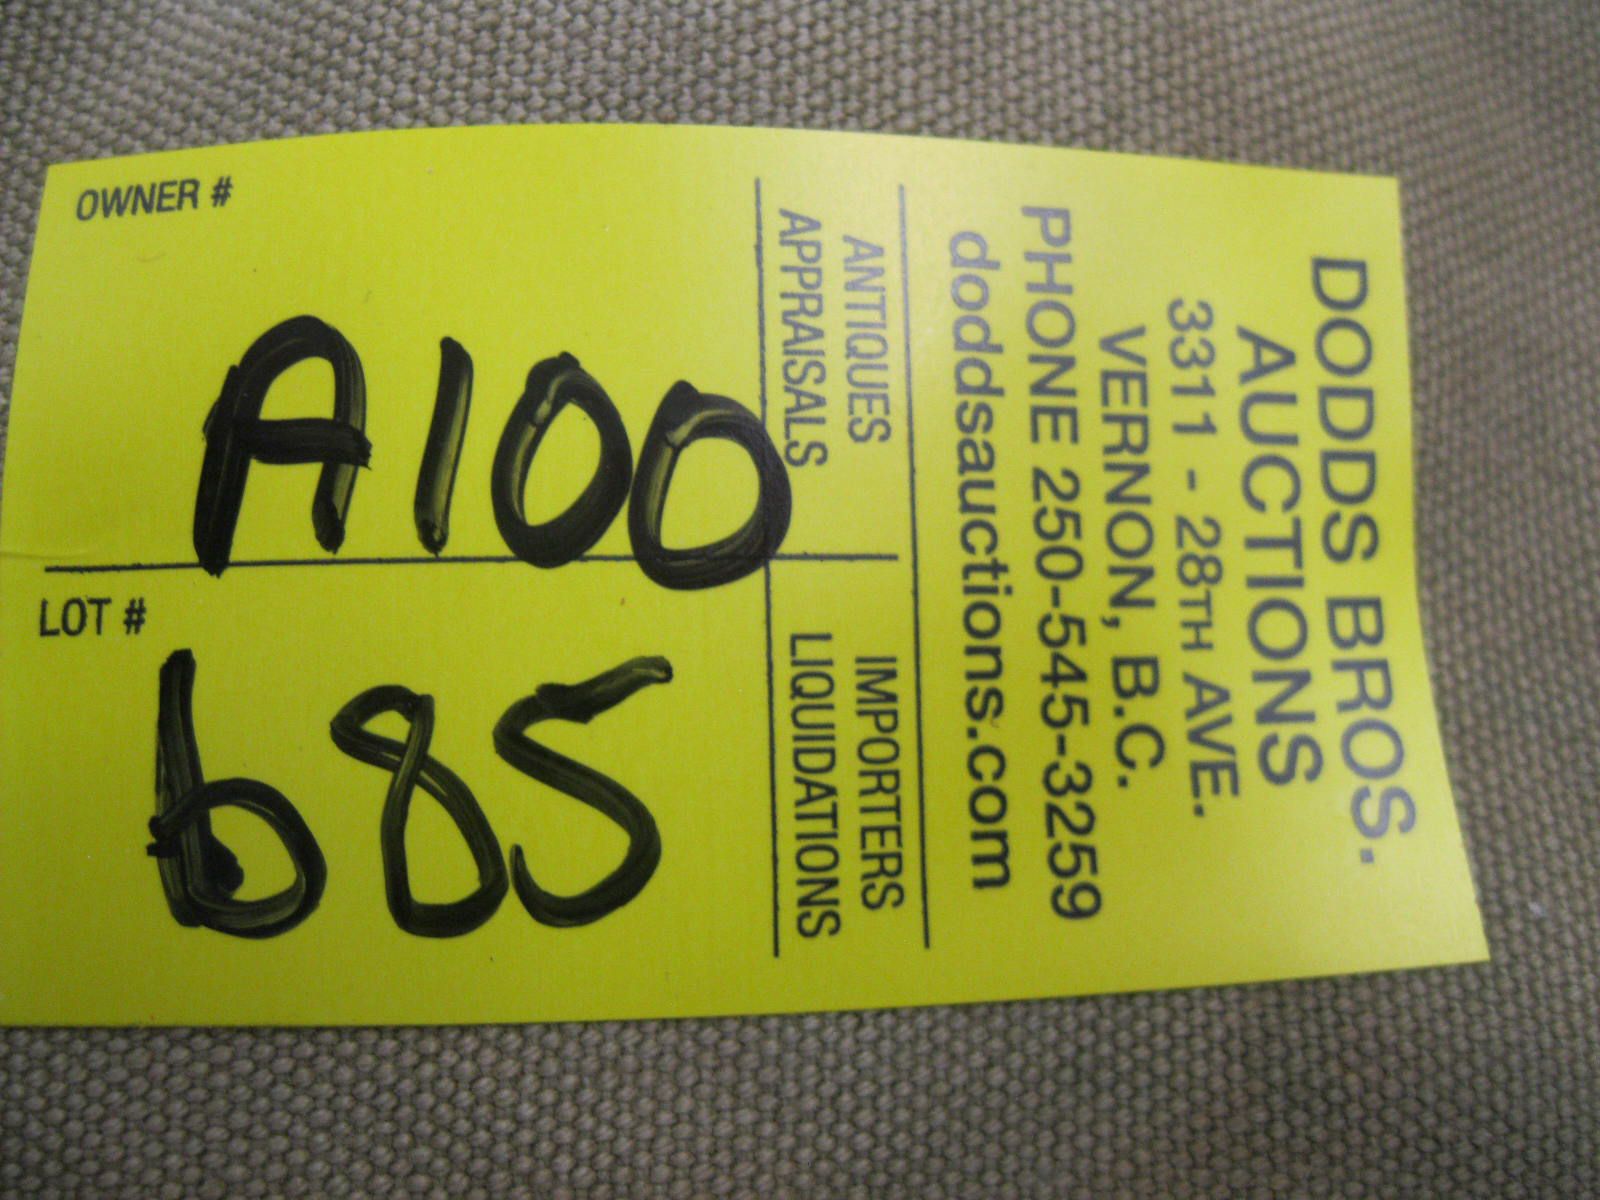 DODDS BROS.
AUCTIONS
3311 - 28TH AVE.
VERNON, B.C.
PHONE 250-545-3259
doddsauctions.com
ANTIQUES
APPRAISALS
IMPORTERS
LIQUIDATIONS
OWNER #
A100
LOT #
685